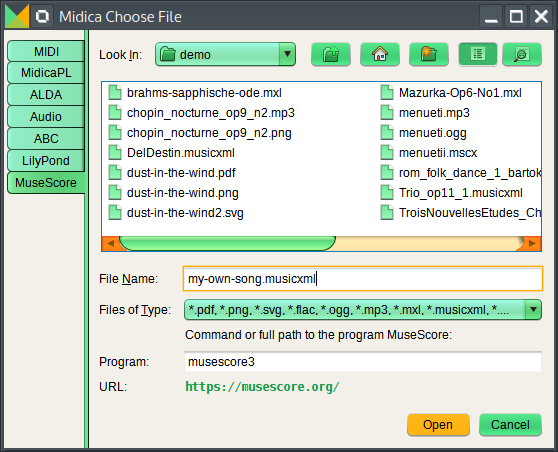 Midica Choose File
MIDI
MidicaPL
ALDA
Audio
ABC
LilyPond
MuseScore
Look In: demo
brahms-sapphische-ode.mxl
chopin_nocturne_op9_n2.mp3
chopin_nocturne_op9_n2.png
DelDestin.musicxml
dust-in-the-wind.pdf
dust-in-the-wind.png
dust-in-the-wind2.svg
Mazurka-Op6-No1.mxl
menueti.mp3
menueti.ogg
menuetii.mscx
rom_folk_dance_1_bartok
Trio_op11_1.musicxml
TroisNouvellesEtudes_Ch
File Name: my-own-song.musicxml
Files of Type: *.pdf, *.png, *.svg, *.flac, *.ogg, *.mp3, *.mxl, *.musicxml, *....
Command or full path to the program MuseScore:
Program: musescore3
URL: https://musescore.org/
Open Cancel